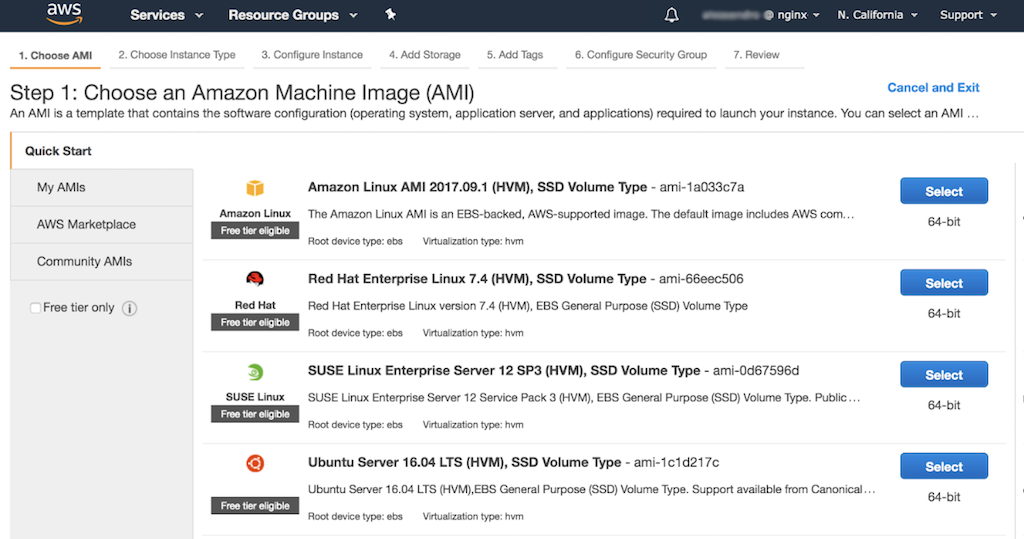 aws
Services
Resource Groups
@ nginx
N. California
Support
1. Choose AMI
2. Choose Instance Type
3. Configure Instance
4. Add Storage
5. Add Tags
6. Configure Security Group
7. Review
Step 1: Choose an Amazon Machine Image (AMI)
Cancel and Exit
An AMI is a template that contains the software configuration (operating system, application server, and applications) required to launch your instance. You can select an AMI ...
Quick Start
My AMIs
AWS Marketplace
Community AMIs
Free tier only
i
Amazon Linux
Free tier eligible
Amazon Linux AMI 2017.09.1 (HVM), SSD Volume Type - ami-1a033c7a
The Amazon Linux AMI is an EBS-backed, AWS-supported image. The default image includes AWS com...
Root device type: ebs Virtualization type: hvm
Select
64-bit
Red Hat
Free tier eligible
Red Hat Enterprise Linux 7.4 (HVM), SSD Volume Type - ami-66eec506
Red Hat Enterprise Linux version 7.4 (HVM), EBS General Purpose (SSD) Volume Type
Root device type: ebs Virtualization type: hvm
Select
64-bit
SUSE Linux
Free tier eligible
SUSE Linux Enterprise Server 12 SP3 (HVM), SSD Volume Type - ami-0d67596d
SUSE Linux Enterprise Server 12 Service Pack 3 (HVM), EBS General Purpose (SSD) Volume Type. Public...
Root device type: ebs Virtualization type: hvm
Select
64-bit
Free tier eligible
Ubuntu Server 16.04 LTS (HVM), SSD Volume Type - ami-1c1d217c
Ubuntu Server 16.04 LTS (HVM),EBS General Purpose (SSD) Volume Type. Support available from Canonical...
Root device type: ebs Virtualization type: hvm
Select
64-bit